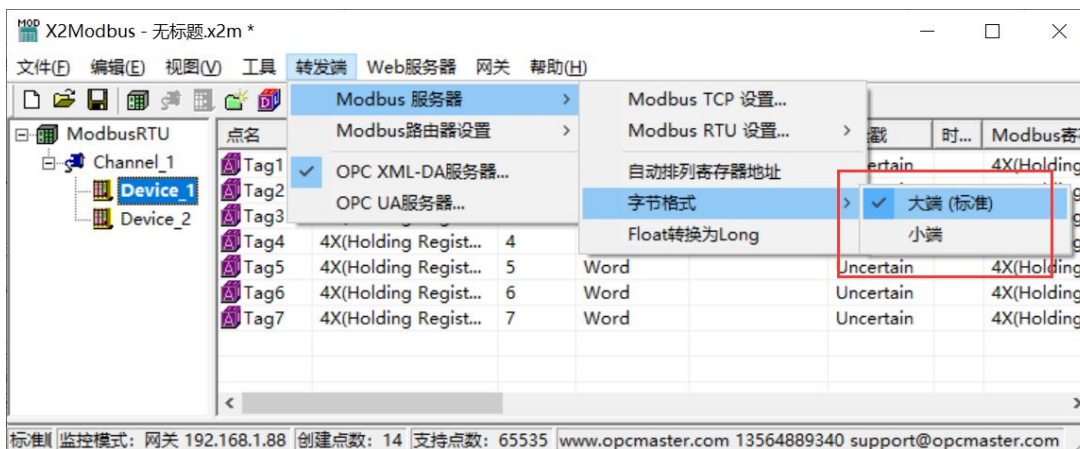 MOD
X2Modbus - 无标题.x2m *
文件(F) 编辑(E) 视图(V) 工具 转发端 Web服务器 网关 帮助(H)
Modbus 服务器
Modbus路由器设置
OPC XML-DA服务器...
OPC UA服务器...
Modbus TCP 设置...
Modbus RTU 设置...
自动排列寄存器地址
字节格式
Float转换为Long
大端 (标准)
小端
ModbusRTU
Channel_1
Device_1
Device_2
点名 戳 时... Modbus寄
Tag1 ertain 4X(Holding
Tag2
Tag3
Tag4 4X(Holding Regist... 4
Tag5 4X(Holding Regist... 5 Word Uncertain 4X(Holding
Tag6 4X(Holding Regist... 6 Word Uncertain 4X(Holding
Tag7 4X(Holding Regist... 7 Word Uncertain 4X(Holding
监控模式: 网关 192.168.1.88 创建点数: 14 支持点数: 65535 www.opcmaster.com 13564889340 support@opcmaster.com